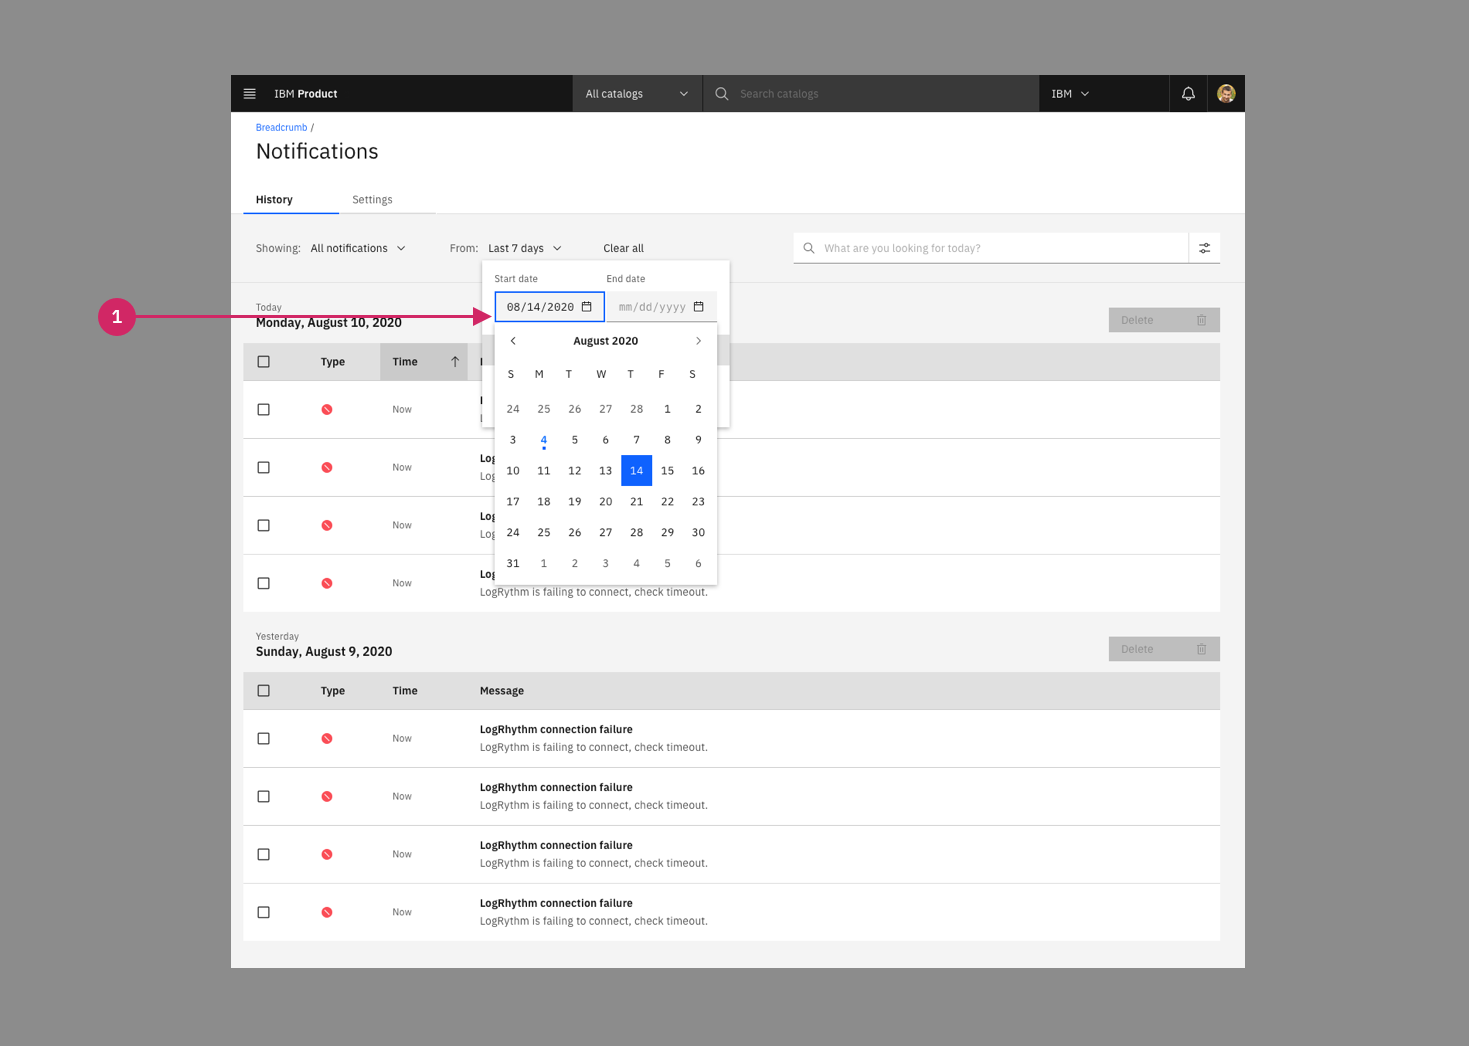 IBM Product
All catalogs
Search catalogs
IBM
Breadcrumb /
Notifications
History
Settings
Showing: All notifications
From: Last 7 days
Clear all
What are you looking for today?
Start date
End date
08/14/2020
mm/dd/yyyy
1
Today
Monday, August 10, 2020
Delete
August 2020
S M T W T F S
24 25 26 27 28 1 2
3 4 5 6 7 8 9
10 11 12 13 14 15 16
17 18 19 20 21 22 23
24 25 26 27 28 29 30
31 1 2 3 4 5 6
Type
Time
Now
Now
Log
Log
Now
Log
Log
Now
Log
LogRythm is failing to connect, check timeout.
Yesterday
Sunday, August 9, 2020
Delete
Type Time Message
Now
LogRhythm connection failure
LogRythm is failing to connect, check timeout.
Now
LogRhythm connection failure
LogRythm is failing to connect, check timeout.
Now
LogRhythm connection failure
LogRythm is failing to connect, check timeout.
Now
LogRhythm connection failure
LogRythm is failing to connect, check timeout.